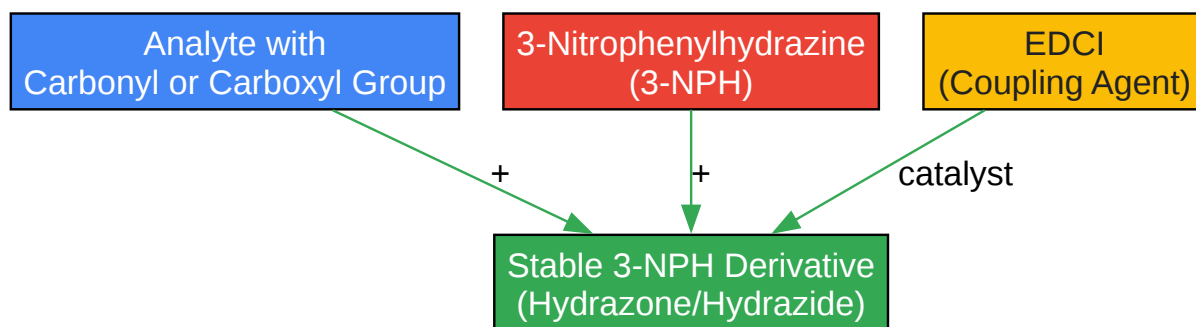 Analyte with
Carbonyl or Carboxyl Group
3-Nitrophenylhydrazine
(3-NPH)
EDCI
(Coupling Agent)
+
+
catalyst
Stable 3-NPH Derivative
(Hydrazone/Hydrazide)